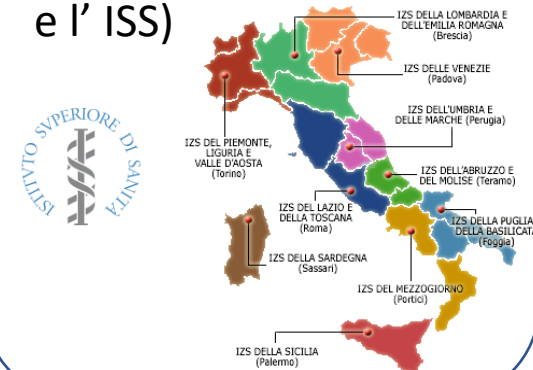 e l’ ISS)
ISTITVTO SVPERIORE DI SANITÀ
IZS DELLA LOMBARDIA E
DELL'EMILIA ROMAGNA
(Brescia)
IZS DELLE VENEZIE
(Padova)
IZS DELL'UMBRIA E
DELLE MARCHE (Perugia)
IZS DEL PIEMONTE,
LIGURIA E
VALLE D'AOSTA
(Torino)
IZS DELL'ABRUZZO E
DEL MOLISE (Teramo)
IZS DEL LAZIO E
DELLA TOSCANA
(Roma)
IZS DELLA PUGLIA
DELLA BASILICATA
(Foggia)
IZS DELLA SARDEGNA
(Sassari)
IZS DEL MEZZOGIORNO
(Portici)
IZS DELLA SICILIA
(Palermo)